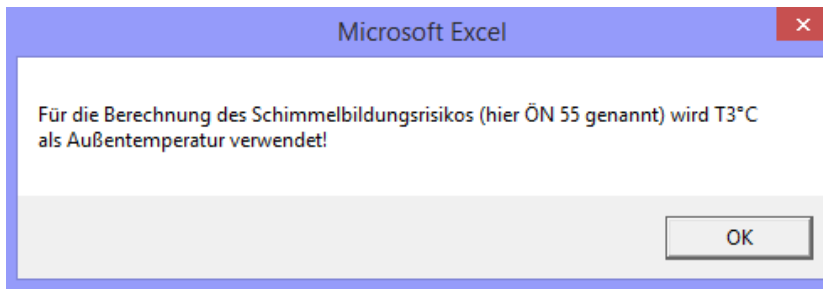 Microsoft Excel
Für die Berechnung des Schimmelbildungsrisikos (hier ÖN 55 genannt) wird T3°C
als Außentemperatur verwendet!
OK